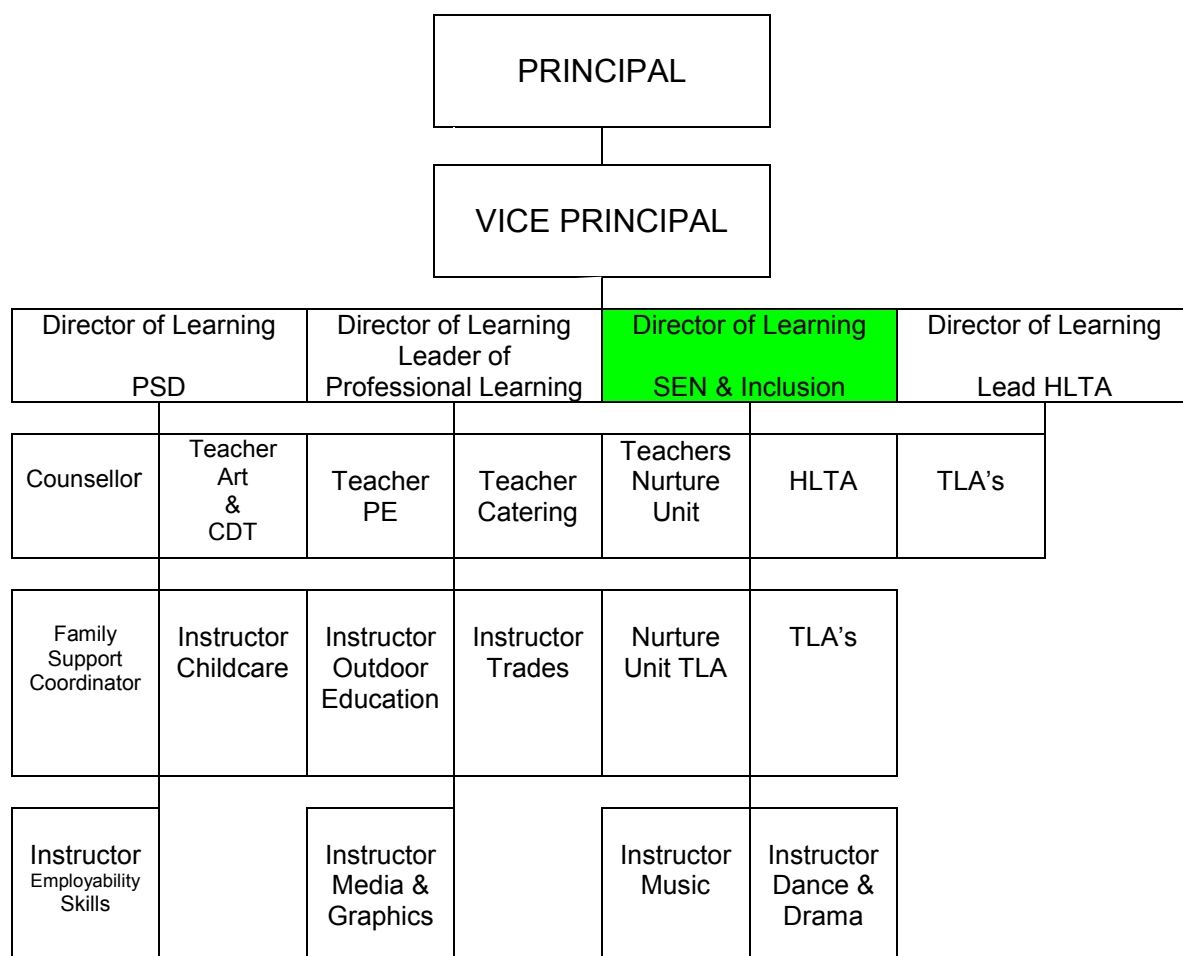 PRINCIPAL
VICE PRINCIPAL
Director of Learning
PSD
Director of Learning
Leader of
Professional Learning
Director of Learning
SEN & Inclusion
Director of Learning
Lead HLTA
Counsellor
Teacher
Art
&
CDT
Teacher
PE
Teacher
Catering
Teachers
Nurture
Unit
HLTA
TLA's
Family
Support
Coordinator
Instructor
Childcare
Instructor
Outdoor
Education
Instructor
Trades
Nurture
Unit TLA
TLA's
Instructor
Employability
Skills
Instructor
Media &
Graphics
Instructor
Music
Instructor
Dance &
Drama